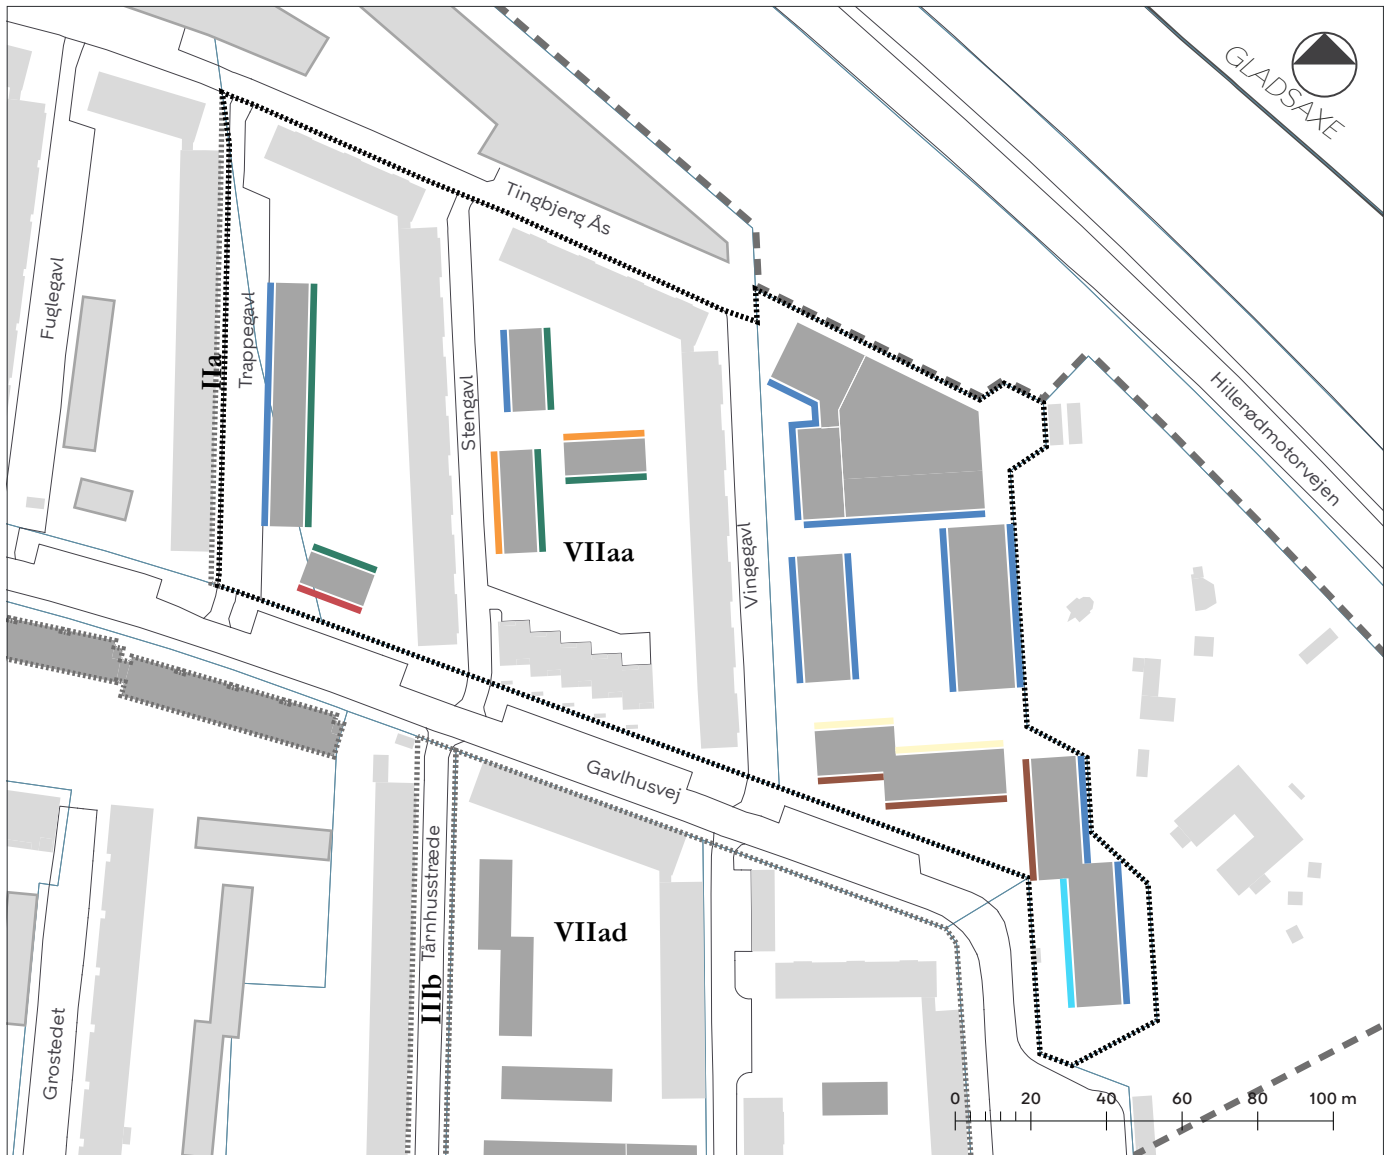 GLADSAXE
Tingbjerg Ås
Fuglegavl
IIa
Trappegavl
Stengavl
Hillerødmotorvejen
VIIaa
Vingegavl
Gavlhusvej
Tårnhusstræde
VIIad
IIIb
Grostedet
0 20 40 60 80 100 m